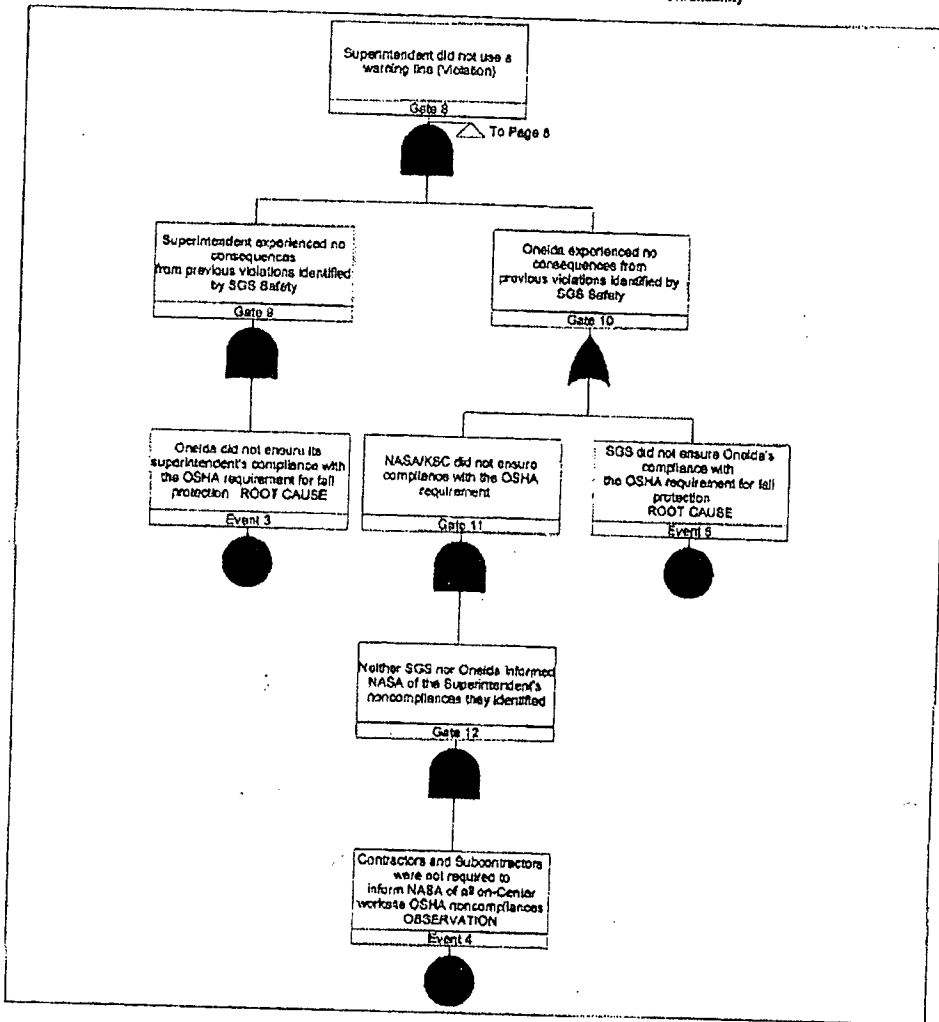 Superintendent did not use a
warning line (Violation)
Gate 8
To Page 8
Superintendent experienced no
consequences
from previous violations identified
by SGS Safety
Gate 9
Oneida experienced no
consequences from
previous violations identified by
SGS Safety
Gate 10
Oneida did not ensure its
superintendent's compliance with
the OSHA requirement for fall
protection ROOT CAUSE
Event 3
NASA/KSC did not ensure
compliance with the OSHA
requirement
Gate 11
SGS did not ensure Oneida's
compliance with
the OSHA requirement for fall
protection
ROOT CAUSE
Event 5
Neither SGS nor Oneida informed
NASA of the Superintendent's
noncompliances they identified
Gate 12
Contractors and Subcontractors
were not required to
inform NASA of all on-Center
worksite OSHA noncompliances
OBSERVATION
Event 4